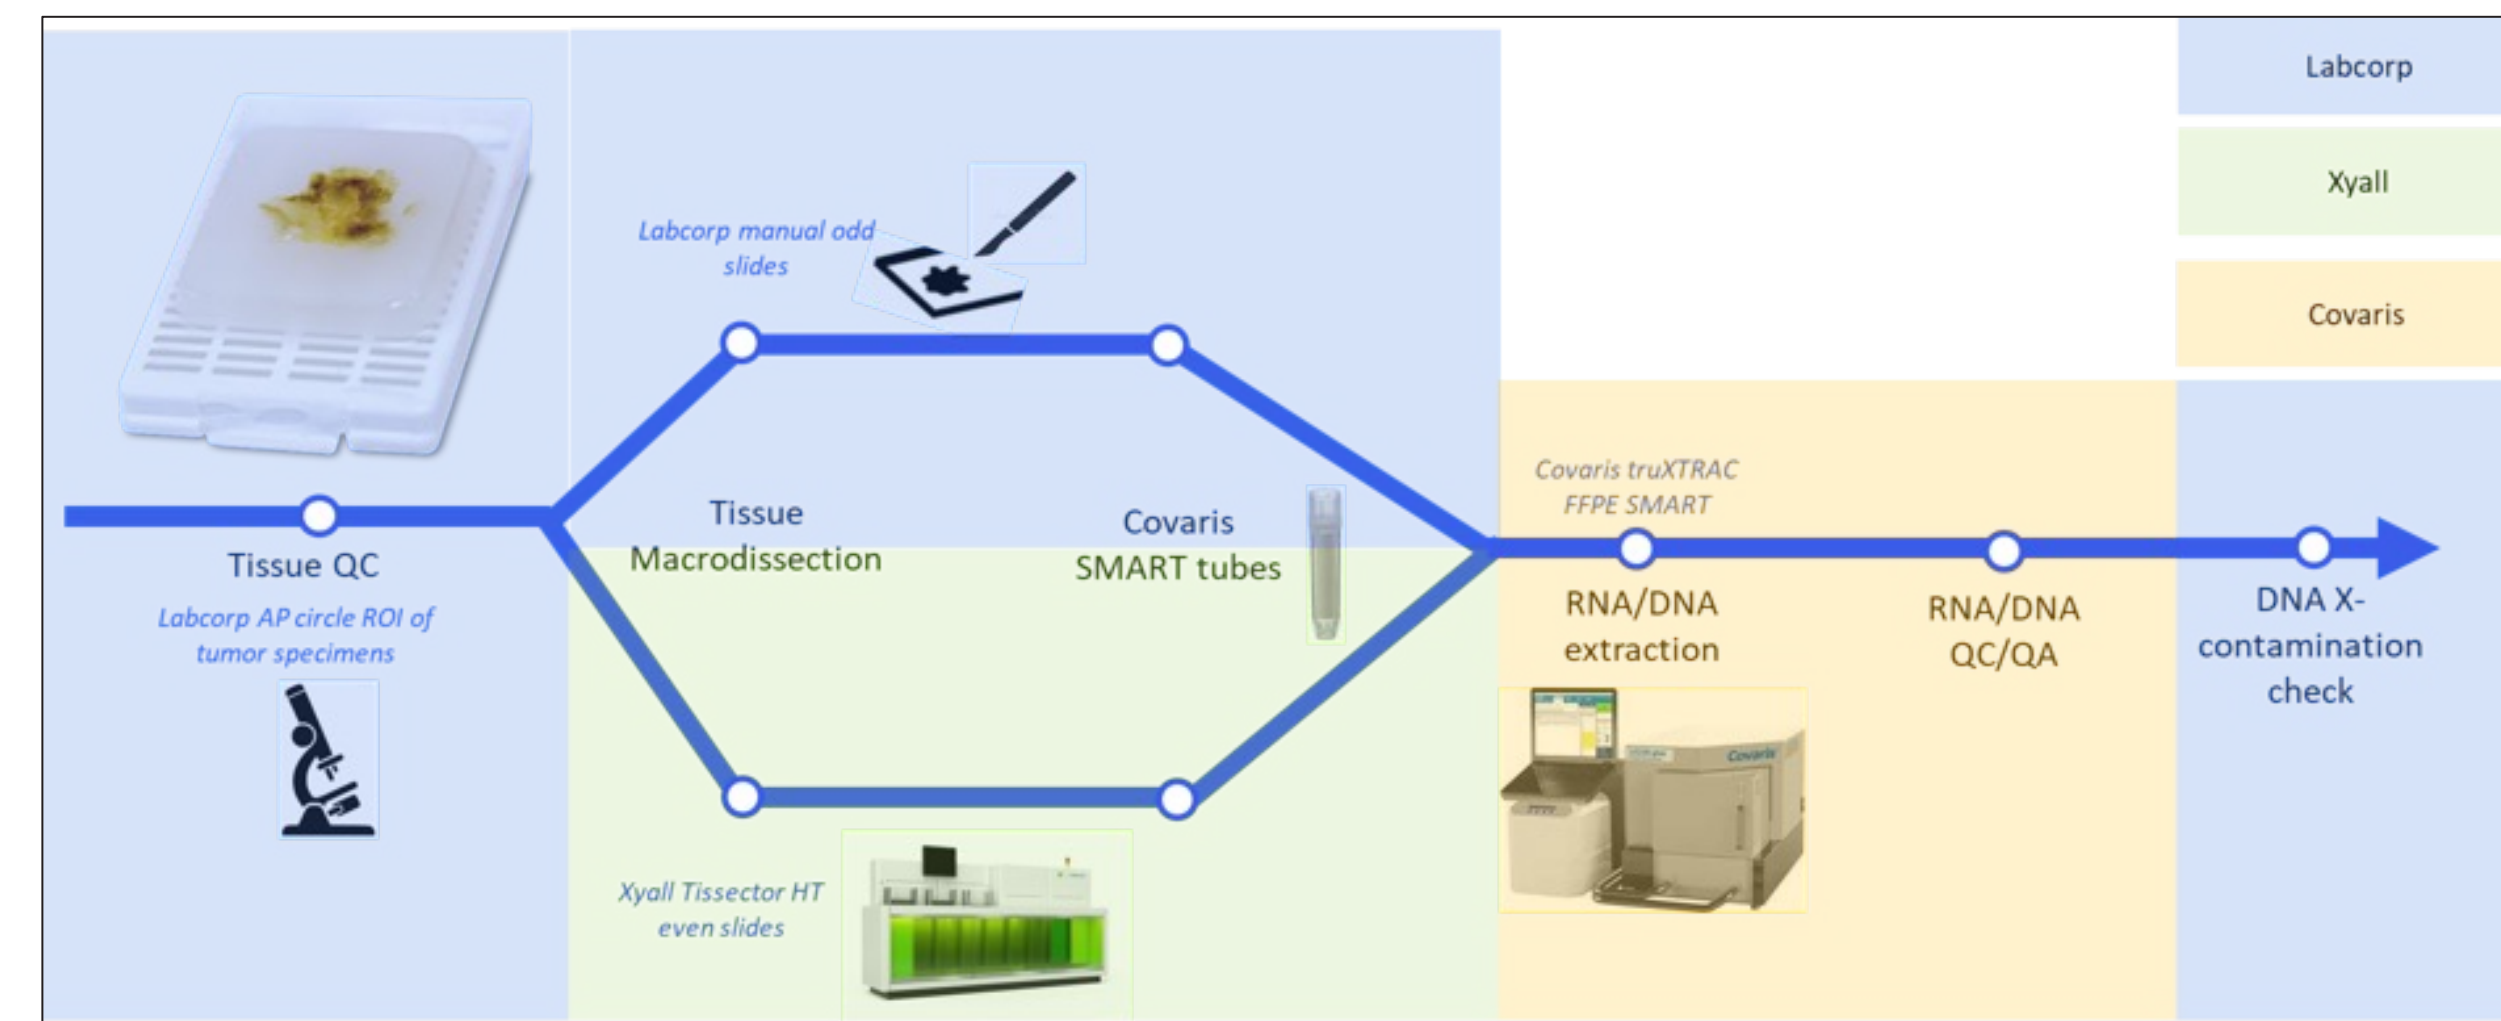 Labcorp
Xyall
Covaris
Labcorp manual odd
slides
Tissue QC
Labcorp AP circle ROI of
tumor specimens
Tissue
Macrodissection
Covaris
SMART tubes
Xyall Tissector HT
even slides
Covaris truXTRAC
FFPE SMART
RNA/DNA
extraction
Covaris
RNA/DNA
QC/QA
DNA X-
contamination
check